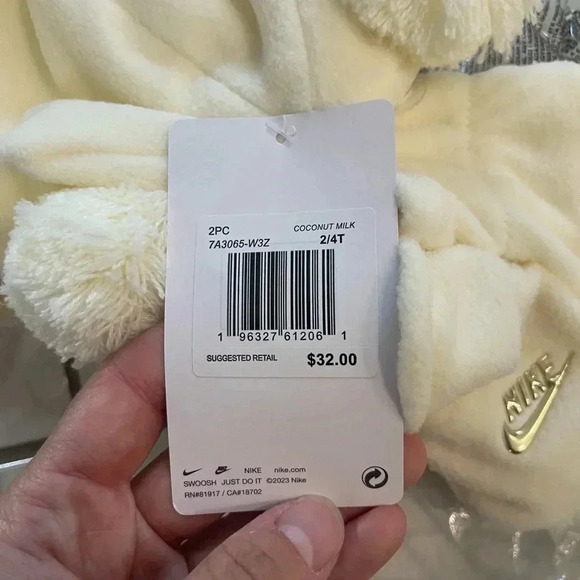 2PC COCONUT MILK
7A3065-W3Z 2/4T
1 96327 61206 1
SUGGESTED RETAIL $32.00
NIKE
NIKE nike.com
SWOOSH JUST DO IT ©2023 Nike
RN#81917 / CA#18702